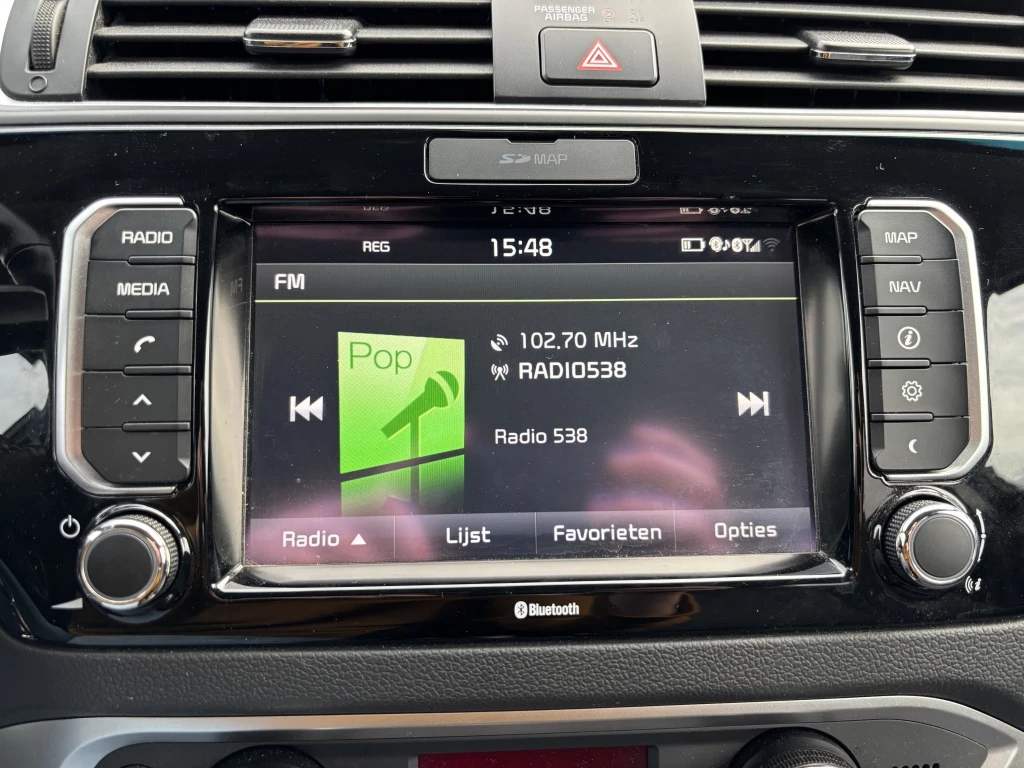 PASSENGER
AIRBAG
SD MAP
RADIO
MEDIA
MAP
NAV
REG 15:48
FM
Pop
102.70 MHz
RADIO538
Radio 538
Radio ▲ Lijst Favorieten Opties
Bluetooth